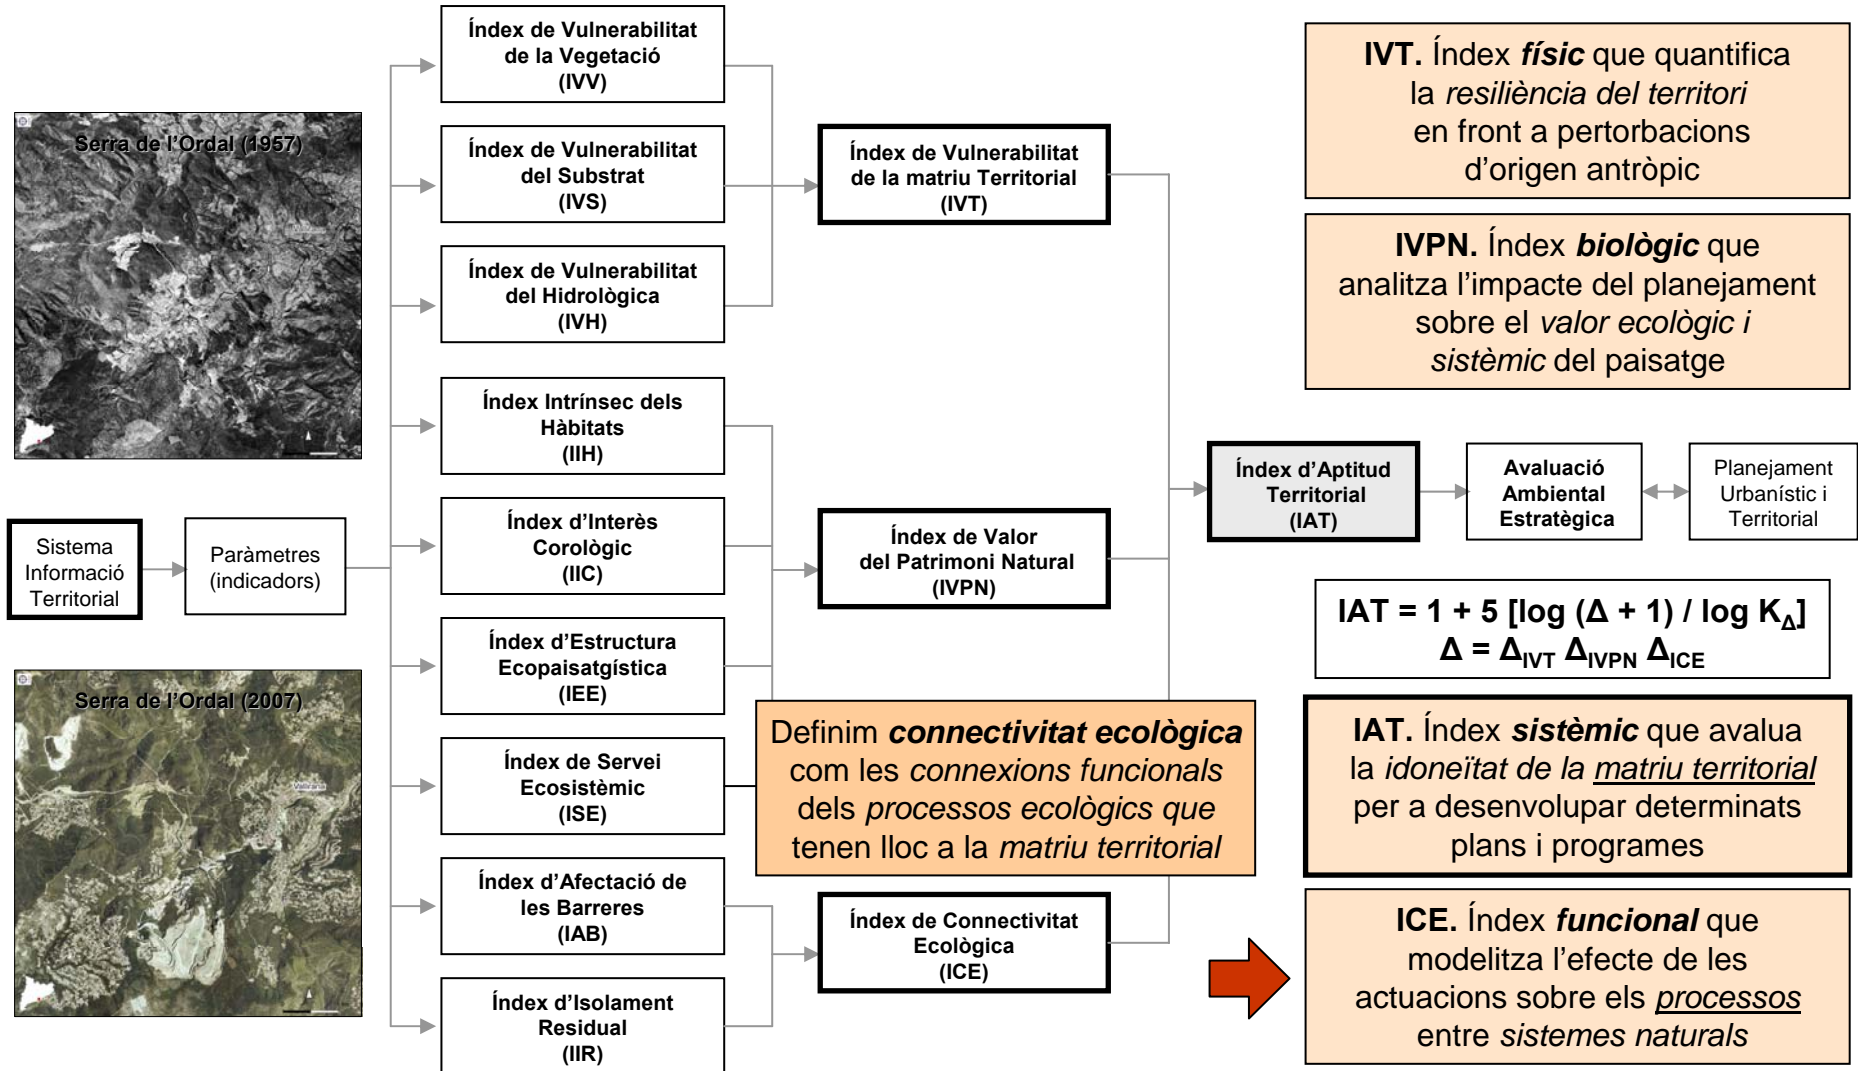 Serra de l'Ordal (1957)
Sistema
Informació
Territorial
Paràmetres
(indicadors)
Serra de l'Ordal (2007)
Vallirana
Índex de Vulnerabilitat
de la Vegetació
(IVV)
Índex de Vulnerabilitat
del Substrat
(IVS)
Índex de Vulnerabilitat
del Hidrològica
(IVH)
Índex Intrínsec dels
Hàbitats
(IIH)
Índex d'Interès
Corològic
(IIC)
Índex d'Estructura
Ecopaisatgística
(IEE)
Índex de Servei
Ecosistèmic
(ISE)
Índex d'Afectació de
les Barreres
(IAB)
Índex d'Isolament
Residual
(IIR)
Índex de Vulnerabilitat
de la matriu Territorial
(IVT)
Índex de Valor
del Patrimoni Natural
(IVPN)
Definim connectivitat ecològica
com les connexions funcionals
dels processos ecològics que
tenen lloc a la matriu territorial
Índex de Connectivitat
Ecològica
(ICE)
Índex d'Aptitud
Territorial
(IAT)
Avaluació
Ambiental
Estratègica
Planejament
Urbanístic i
Territorial
IVT. Índex físic que quantifica
la resiliència del territori
en front a pertorbacions
d'origen antròpic
IVPN. Índex biològic que
analitza l'impacte del planejament
sobre el valor ecològic i
sistèmic del paisatge
IAT = 1 + 5 [log (Δ + 1) / log KΔ]
Δ = ΔIVT ΔIVPN ΔICE
IAT. Índex sistèmic que avalua
la idoneïtat de la matriu territorial
per a desenvolupar determinats
plans i programes
ICE. Índex funcional que
modelitza l'efecte de les
actuacions sobre els processos
entre sistemes naturals